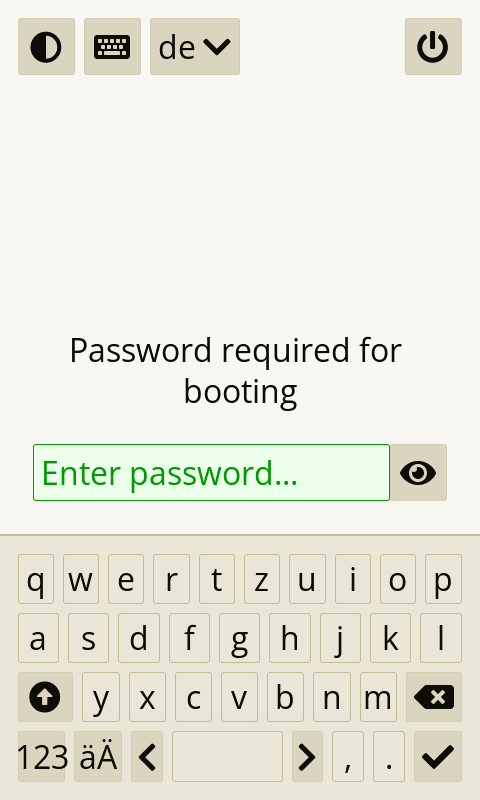 de
Password required for
booting
Enter password...
q w e r t z u i o p
a s d f g h j k l
y x c v b n m
123 äÄ , .